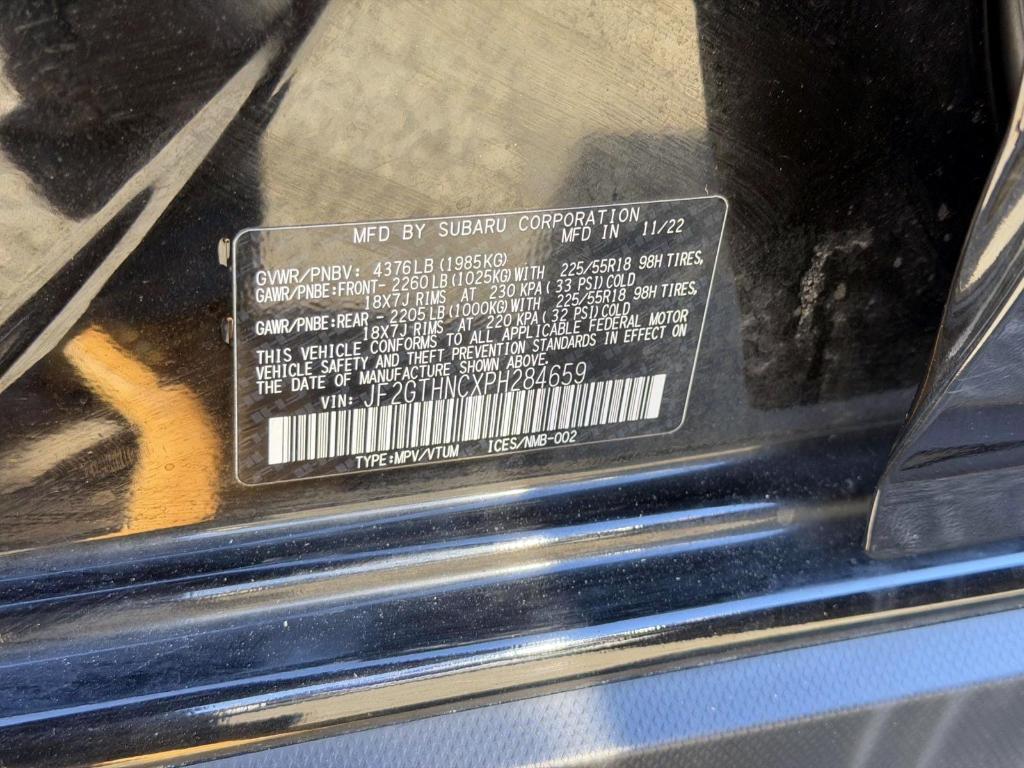 MFD BY SUBARU CORPORATION
MFD IN 11/22
GVWR/PNBV: 4376LB(1985KG)
GAWR/PNBE:FRONT-2260LB(1025KG)WITH 225/55R18 98H TIRES,
18X7J RIMS AT 230 KPA(33 PSI)COLD
GAWR/PNBE:REAR -2205LB(1000KG)WITH 225/55R18 98H TIRES,
18X7J RIMS AT 220 KPA(32 PSI)COLD
THIS VEHICLE CONFORMS TO ALL APPLICABLE FEDERAL MOTOR
VEHICLE SAFETY AND THEFT PREVENTION STANDARDS IN EFFECT ON
THE DATE OF MANUFACTURE SHOWN ABOVE.
VIN: JF2GTHNCXPH284659
TYPE:MPV/VTUM ICES/NMB-002